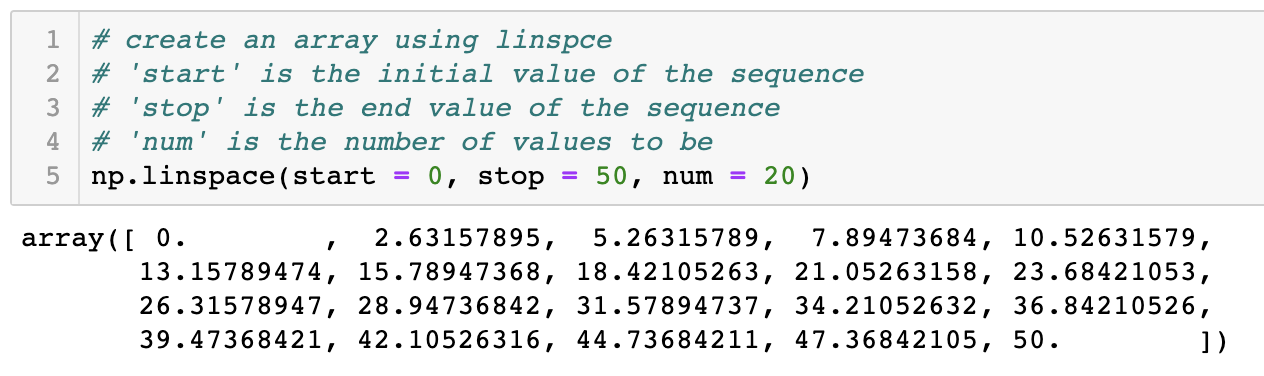 1 # create an array using linspce
2 # 'start' is the initial value of the sequence
3 # 'stop' is the end value of the sequence
4 # 'num' is the number of values to be
5 np.linspace(start = 0, stop = 50, num = 20)
array([ 0.        ,  2.63157895,  5.26315789,  7.89473684, 10.52631579,
       13.15789474, 15.78947368, 18.42105263, 21.05263158, 23.68421053,
       26.31578947, 28.94736842, 31.57894737, 34.21052632, 36.84210526,
       39.47368421, 42.10526316, 44.73684211, 47.36842105, 50.        ])